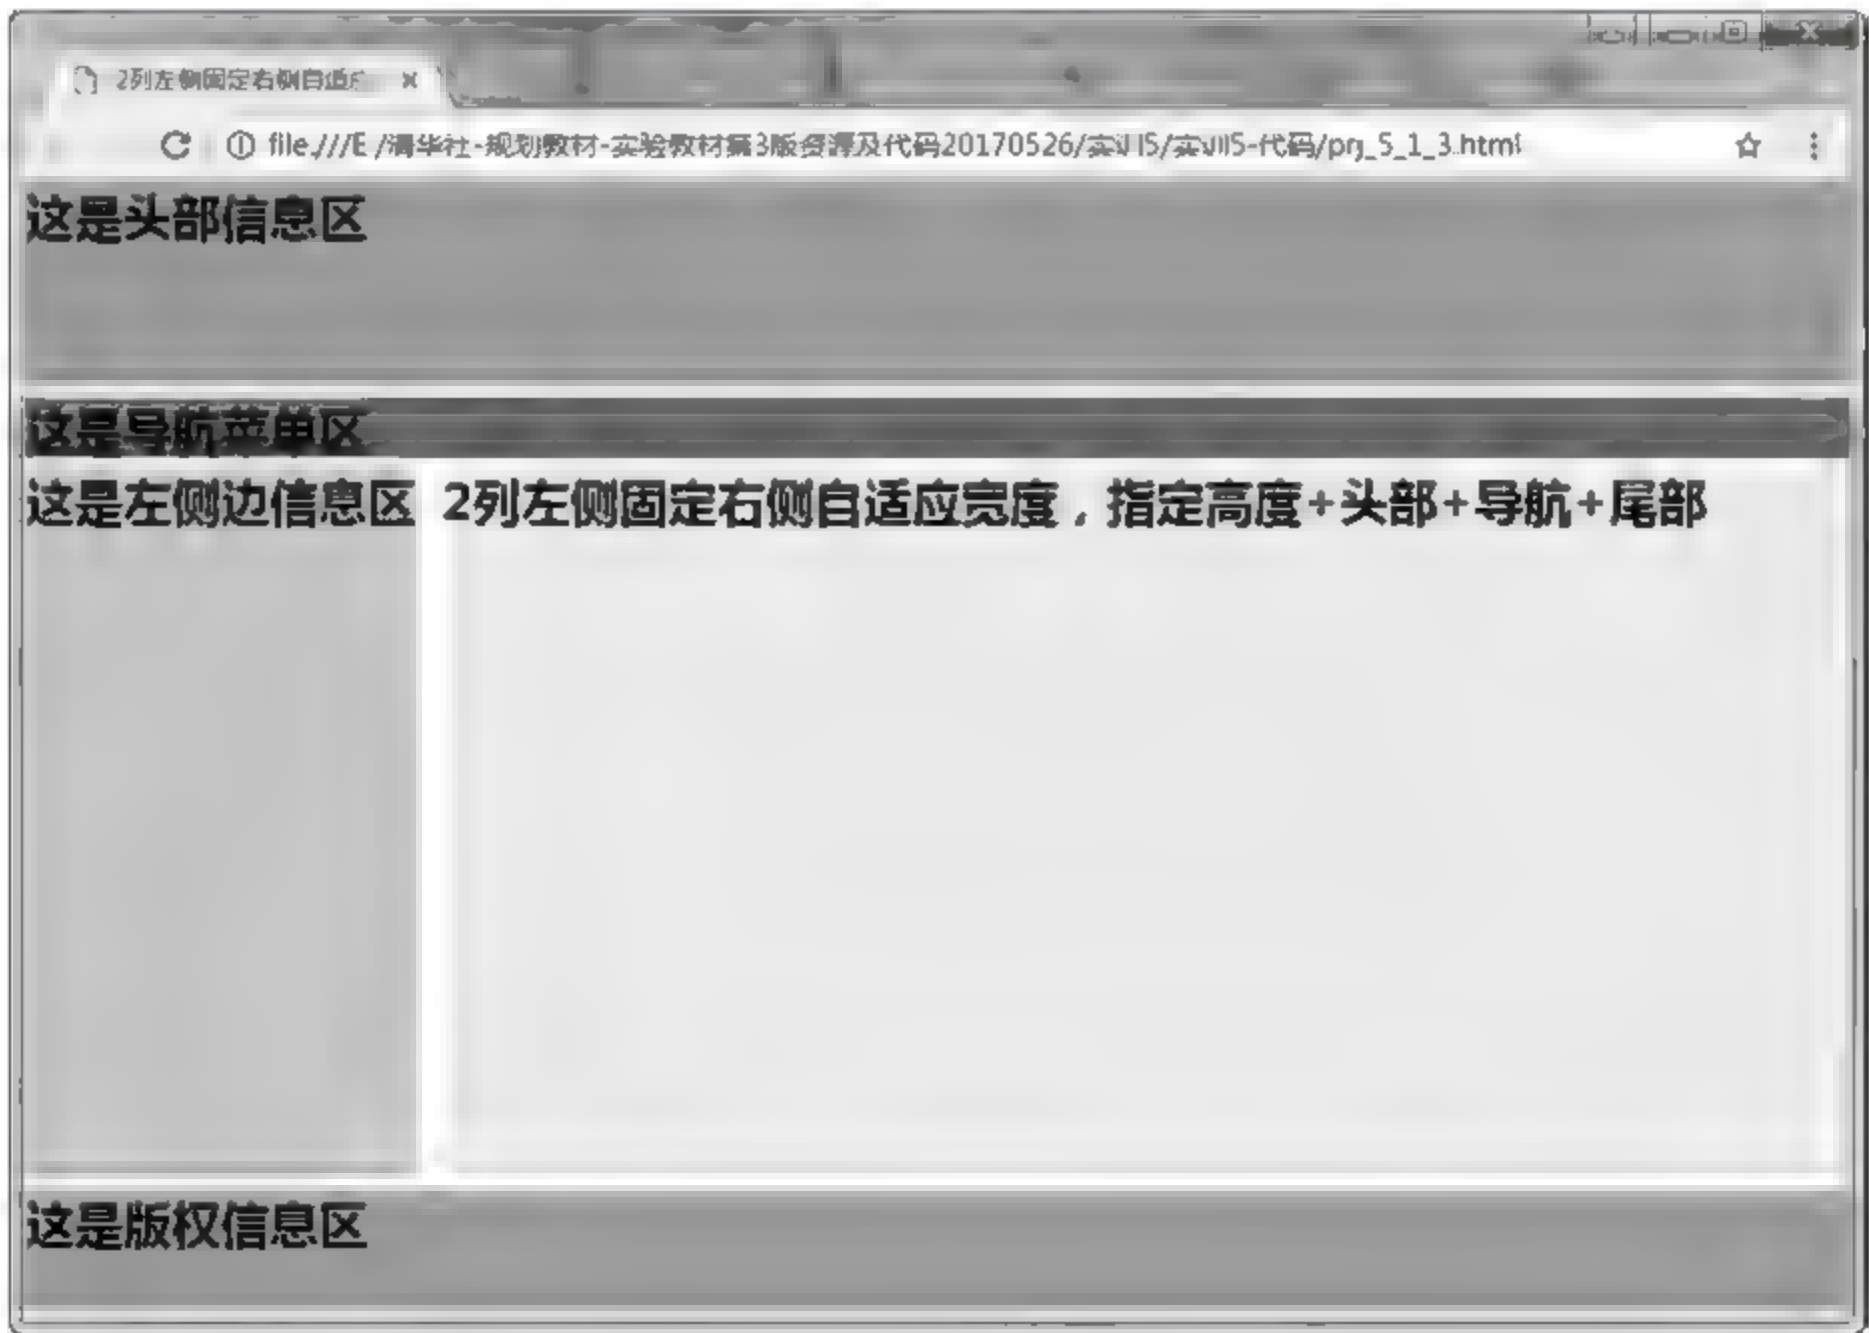 2列左侧固定右侧自适应
file:///E:/清华社-规划教材-实验教材第3版资源及代码20170526/实训5/实训5-代码/prj_5_1_3.html
这是头部信息区
这是导航菜单区
这是左侧边信息区 2列左侧固定右侧自适应宽度，指定高度+头部+导航+尾部
这是版权信息区